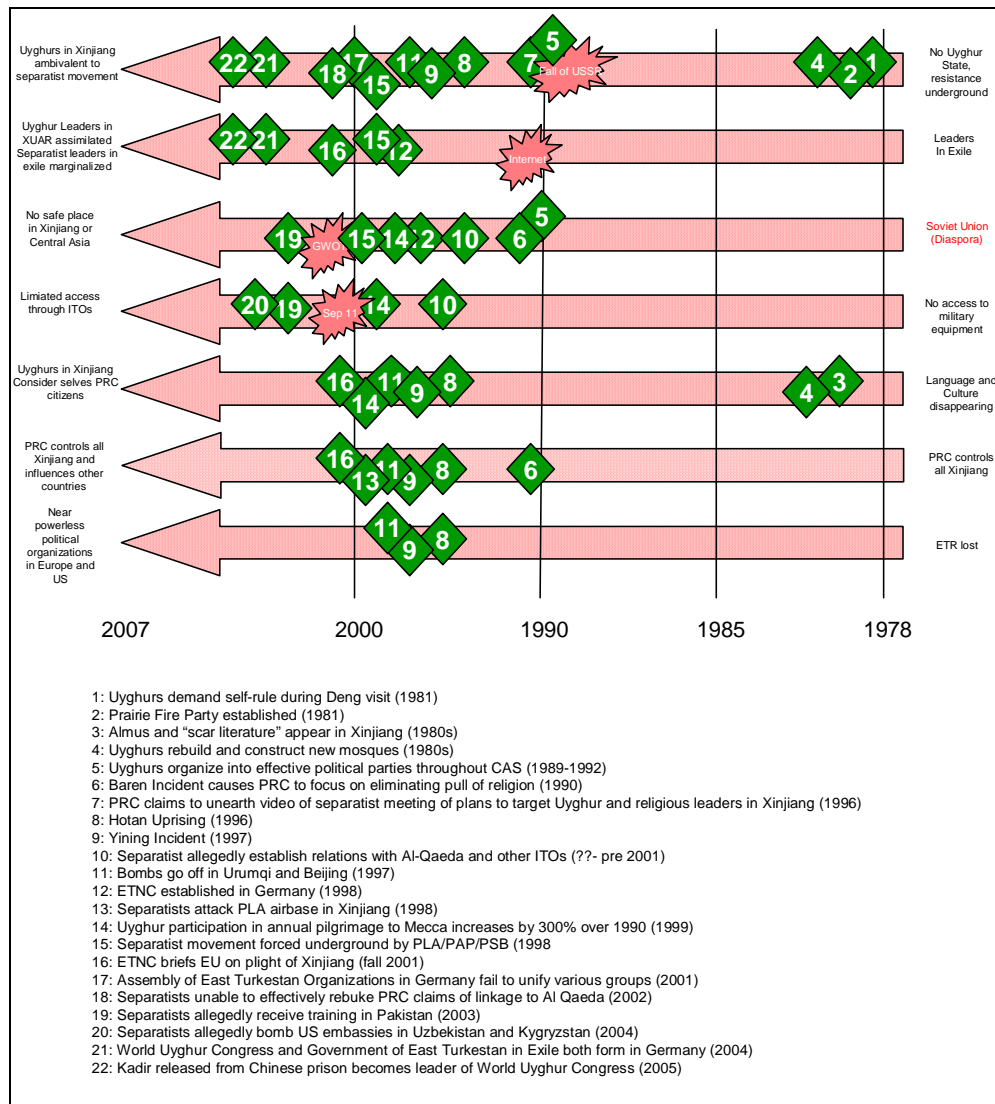 Uyghurs in Xinjiang
ambivalent to
separatist movement
22
21
18
17
15
11
9
8
7
5
Fall of USSR
4
2
1
No Uyghur
State,
resistance
underground
Uyghur Leaders in
XUAR assimilated
Separatist leaders in
exile marginalized
22
21
16
15
12
Internet
Leaders
In Exile
No safe place
in Xinjiang or
Central Asia
19
GWOT
15
14
12
10
6
5
Soviet Union
(Diaspora)
Limiated access
through ITOs
20
19
Sep 11
14
10
No access to
military
equipment
Uyghurs in Xinjiang
Consider selves PRC
citizens
16
14
11
9
8
4
3
Language and
Culture
disappearing
PRC controls all
Xinjiang and
influences other
countries
16
13
11
9
8
6
PRC controls
all Xinjiang
Near
powerless
political
organizations
in Europe and
US
11
9
8
ETR lost
2007
2000
1990
1985
1978
1: Uyghurs demand self-rule during Deng visit (1981)
2: Prairie Fire Party established (1981)
3: Almus and “scar literature” appear in Xinjiang (1980s)
4: Uyghurs rebuild and construct new mosques (1980s)
5: Uyghurs organize into effective political parties throughout CAS (1989-1992)
6: Baren Incident causes PRC to focus on eliminating pull of religion (1990)
7: PRC claims to unearth video of separatist meeting of plans to target Uyghur and religious leaders in Xinjiang (1996)
8: Hotan Uprising (1996)
9: Yining Incident (1997)
10: Separatist allegedly establish relations with Al-Qaeda and other ITOs (??- pre 2001)
11: Bombs go off in Urumqi and Beijing (1997)
12: ETNC established in Germany (1998)
13: Separatists attack PLA airbase in Xinjiang (1998)
14: Uyghur participation in annual pilgrimage to Mecca increases by 300% over 1990 (1999)
15: Separatist movement forced underground by PLA/PAP/PSB (1998
16: ETNC briefs EU on plight of Xinjiang (fall 2001)
17: Assembly of East Turkestan Organizations in Germany fail to unify various groups (2001)
18: Separatists unable to effectively rebuke PRC claims of linkage to Al Qaeda (2002)
19: Separatists allegedly receive training in Pakistan (2003)
20: Separatists allegedly bomb US embassies in Uzbekistan and Kygryzstan (2004)
21: World Uyghur Congress and Government of East Turkestan in Exile both form in Germany (2004)
22: Kadir released from Chinese prison becomes leader of World Uyghur Congress (2005)